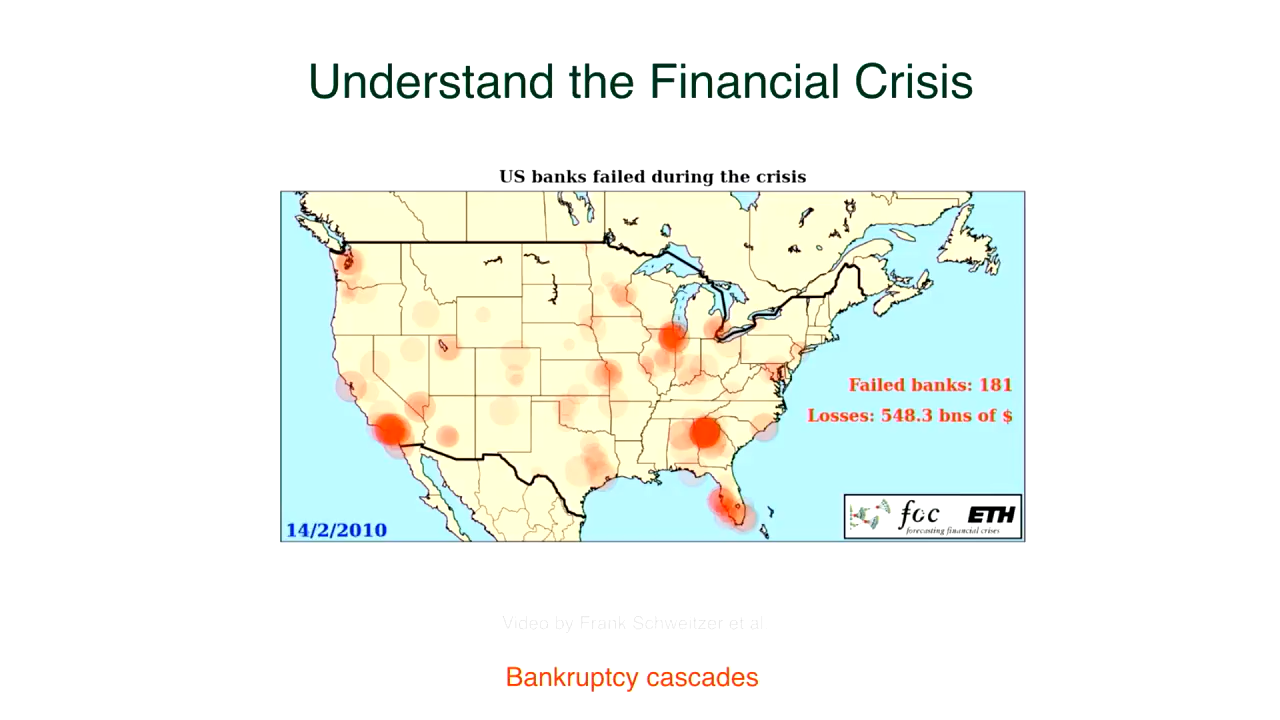 Understand the Financial Crisis
US banks failed during the crisis
Failed banks: 181
Losses: 548.3 bns of $
14/2/2010
foc
ETH
forecasting financial crises
Video by Frank Schweitzer et al
Bankruptcy cascades